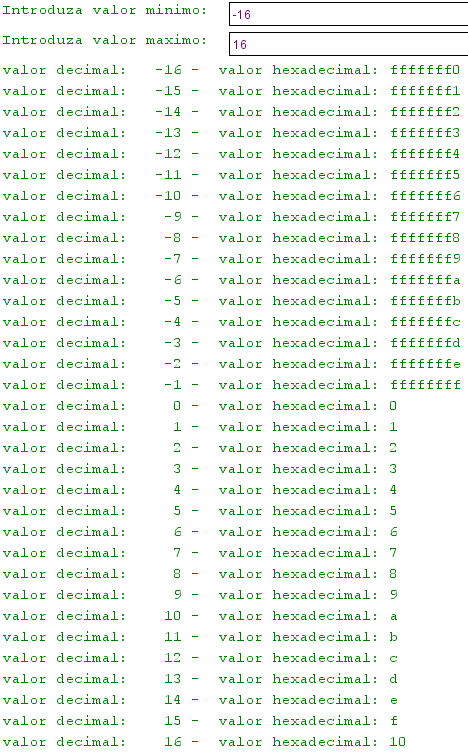 Introduza valor minimo: -16
Introduza valor maximo: 16
valor decimal: -16 - valor hexadecimal: fffffff0
valor decimal: -15 - valor hexadecimal: fffffff1
valor decimal: -14 - valor hexadecimal: fffffff2
valor decimal: -13 - valor hexadecimal: fffffff3
valor decimal: -12 - valor hexadecimal: fffffff4
valor decimal: -11 - valor hexadecimal: fffffff5
valor decimal: -10 - valor hexadecimal: fffffff6
valor decimal: -9 - valor hexadecimal: fffffff7
valor decimal: -8 - valor hexadecimal: fffffff8
valor decimal: -7 - valor hexadecimal: fffffff9
valor decimal: -6 - valor hexadecimal: fffffffa
valor decimal: -5 - valor hexadecimal: fffffffb
valor decimal: -4 - valor hexadecimal: fffffffc
valor decimal: -3 - valor hexadecimal: fffffffd
valor decimal: -2 - valor hexadecimal: fffffffe
valor decimal: -1 - valor hexadecimal: ffffffff
valor decimal: 0 - valor hexadecimal: 0
valor decimal: 1 - valor hexadecimal: 1
valor decimal: 2 - valor hexadecimal: 2
valor decimal: 3 - valor hexadecimal: 3
valor decimal: 4 - valor hexadecimal: 4
valor decimal: 5 - valor hexadecimal: 5
valor decimal: 6 - valor hexadecimal: 6
valor decimal: 7 - valor hexadecimal: 7
valor decimal: 8 - valor hexadecimal: 8
valor decimal: 9 - valor hexadecimal: 9
valor decimal: 10 - valor hexadecimal: a
valor decimal: 11 - valor hexadecimal: b
valor decimal: 12 - valor hexadecimal: c
valor decimal: 13 - valor hexadecimal: d
valor decimal: 14 - valor hexadecimal: e
valor decimal: 15 - valor hexadecimal: f
valor decimal: 16 - valor hexadecimal: 10